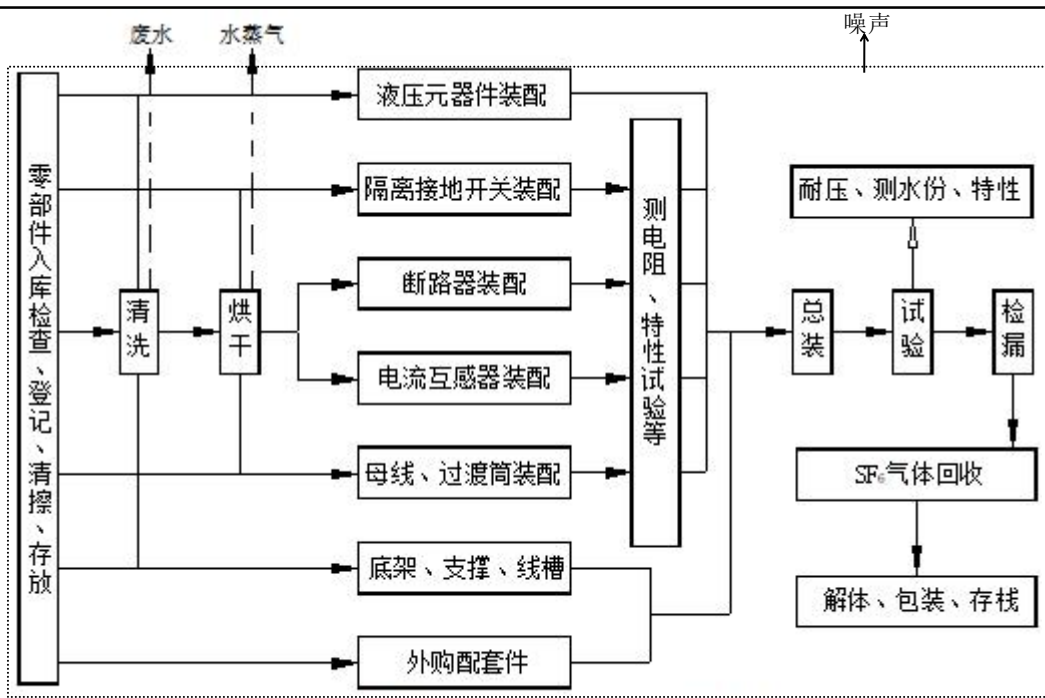 废水
水蒸气
噪声
零部件入库检查、登记、清擦、存放
清洗
烘干
液压元器件装配
隔离接地开关装配
断路器装配
电流互感器装配
母线、过渡筒装配
底架、支撑、线槽
外购配套件
测电阻、特性试验等
总装
试验
检漏
耐压、测水份、特性
SF₆气体回收
解体、包装、存栈